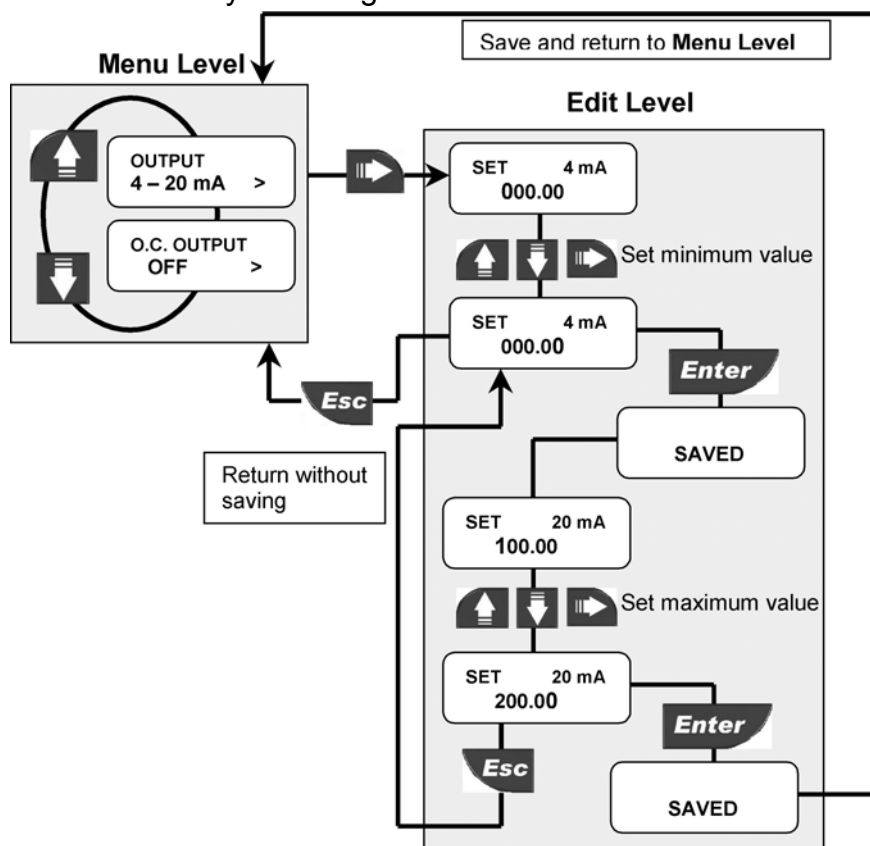 Save and return to Menu Level
Menu Level
Edit Level
OUTPUT
4 – 20 mA >
O.C. OUTPUT
OFF >
SET 4 mA
000.00
Set minimum value
SET 4 mA
000.00
Enter
Esc
SAVED
Return without
saving
SET 20 mA
100.00
Set maximum value
SET 20 mA
200.00
Enter
Esc
SAVED